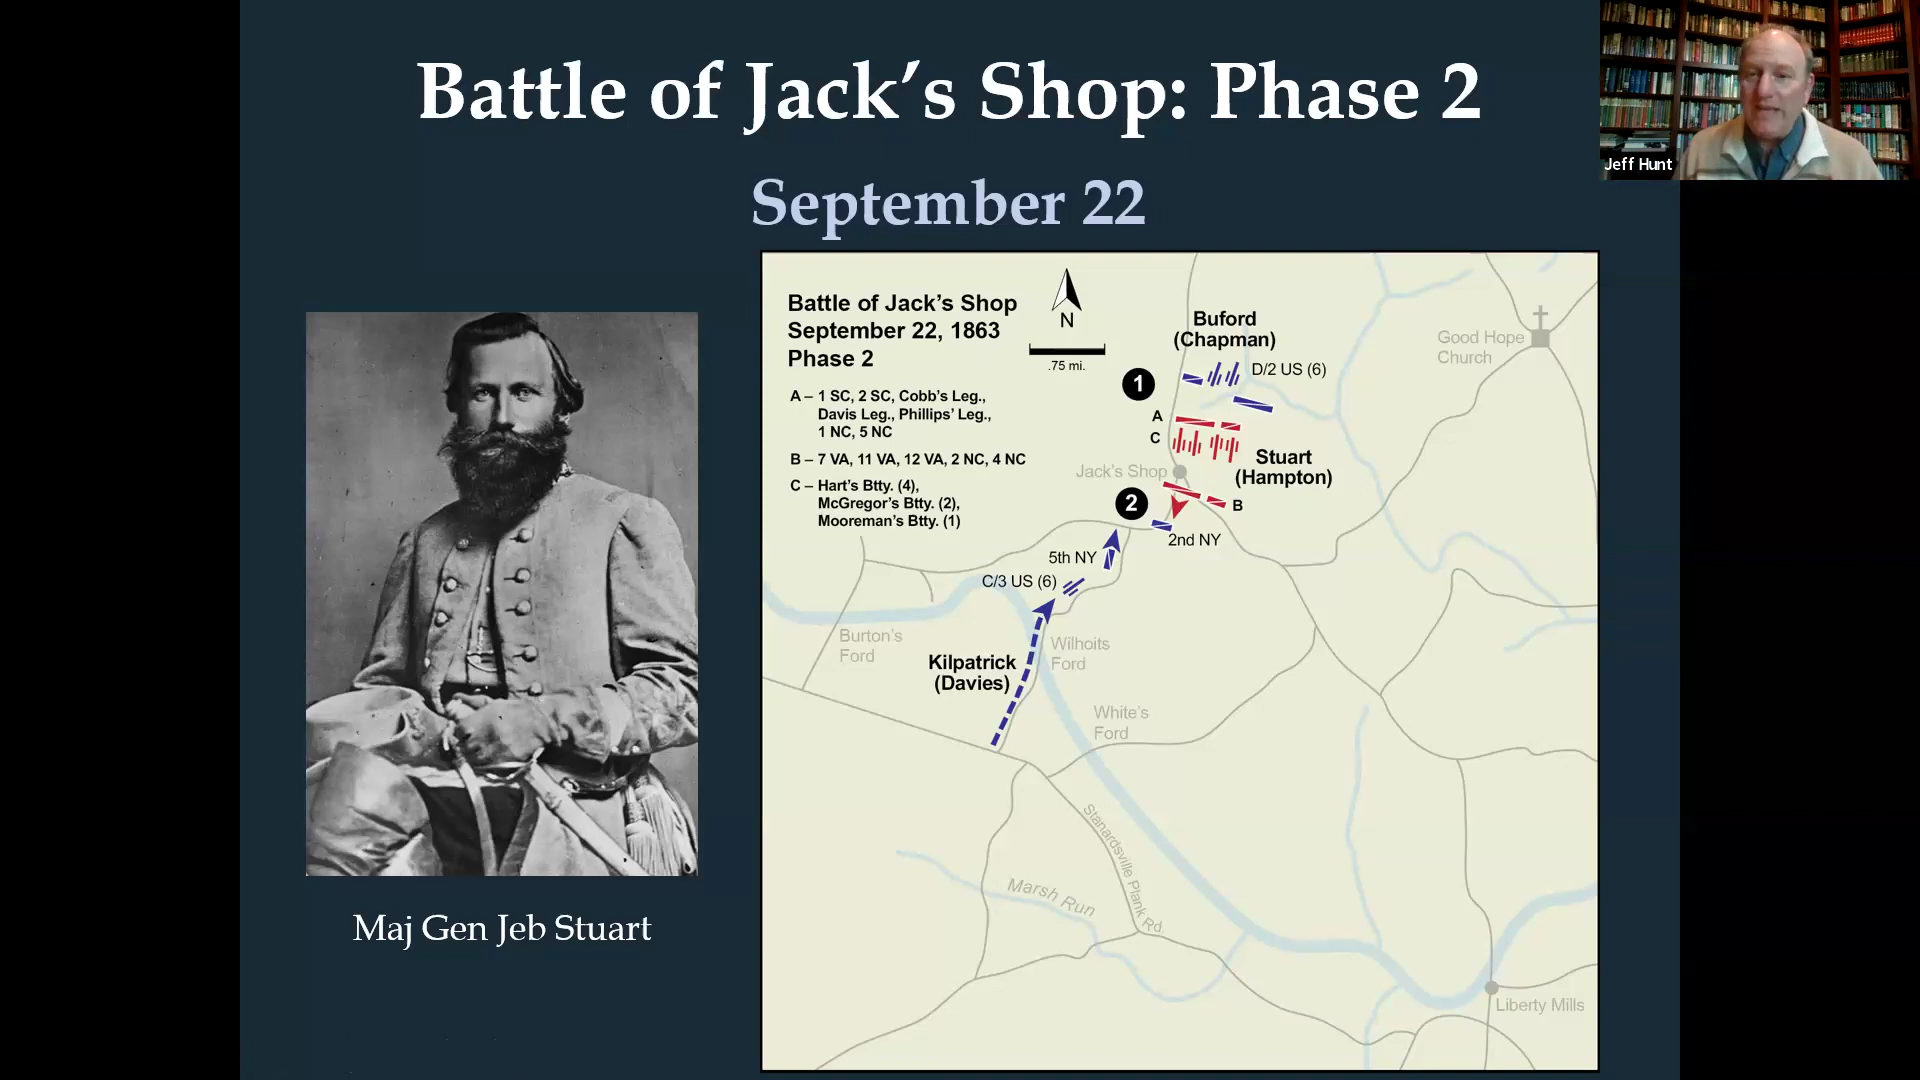 Battle of Jack's Shop: Phase 2
September 22
Jeff Hunt
Battle of Jack's Shop
September 22, 1863
Phase 2
N
.75 mi.
A – 1 SC, 2 SC, Cobb's Leg.,
Davis Leg., Phillips' Leg.,
1 NC, 5 NC
B – 7 VA, 11 VA, 12 VA, 2 NC, 4 NC
C – Hart's Btty. (4),
McGregor's Btty. (2),
Mooreman's Btty. (1)
Buford
(Chapman)
Good Hope
Church
1
D/2 US (6)
A
C
Stuart
(Hampton)
Jack's Shop
2
B
2nd NY
5th NY
C/3 US (6)
Burton's
Ford
Wilhoits
Ford
Kilpatrick
(Davies)
White's
Ford
Stanardsville Plank Rd.
Marsh Run
Liberty Mills
Maj Gen Jeb Stuart